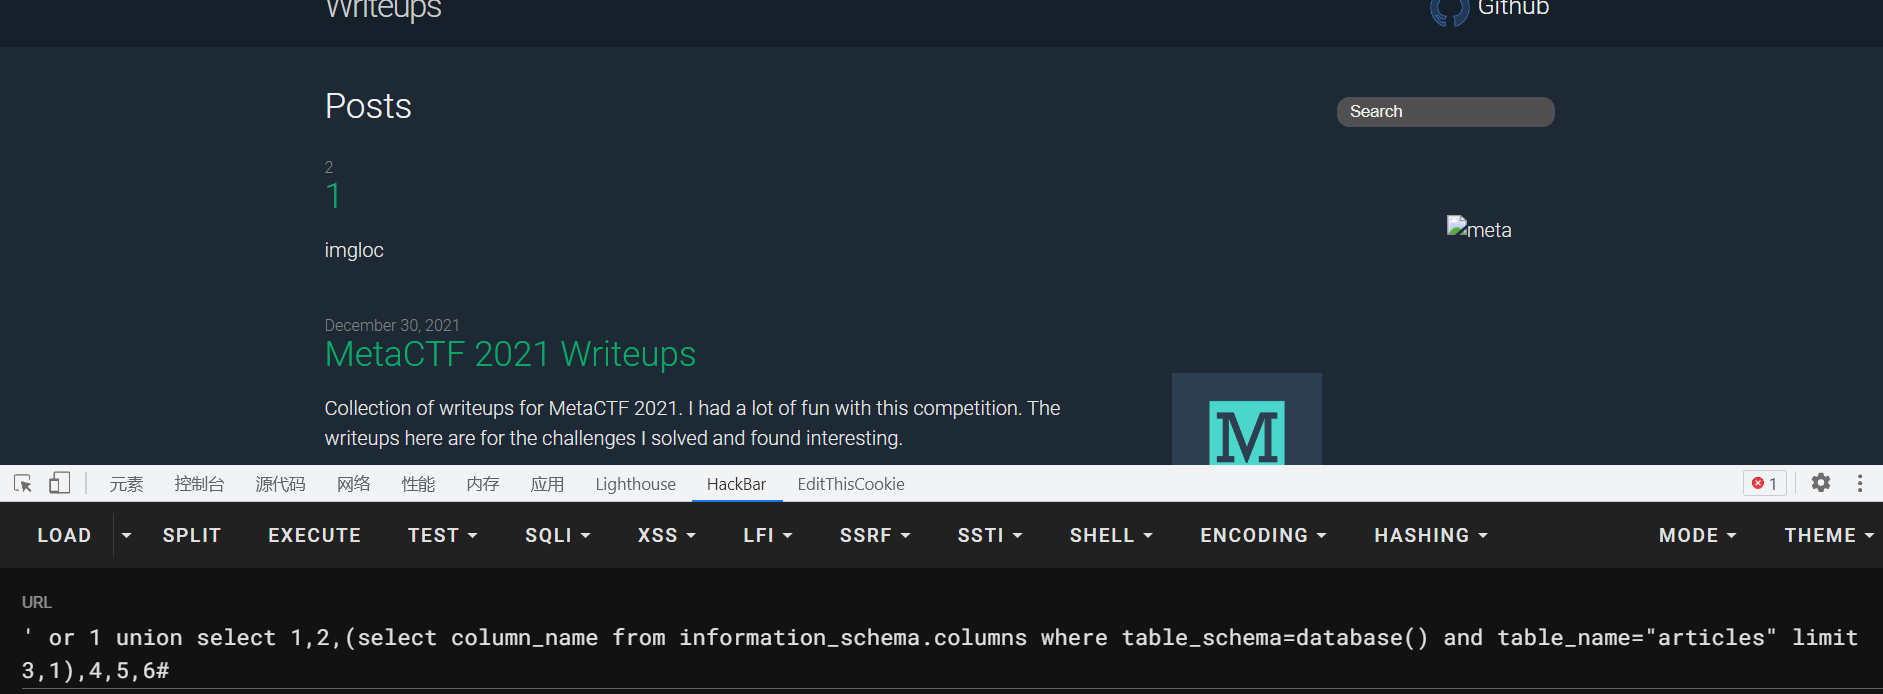 Writeups
Github
Posts
Search
2
1
meta
imgloc
December 30, 2021
MetaCTF 2021 Writeups
Collection of writeups for MetaCTF 2021. I had a lot of fun with this competition. The
writeups here are for the challenges I solved and found interesting.
M
元素 控制台 源代码 网络 性能 内存 应用 Lighthouse HackBar EditThisCookie 1
LOAD SPLIT EXECUTE TEST SQLI XSS LFI SSRF SSTI SHELL ENCODING HASHING MODE THEME
URL
' or 1 union select 1,2,(select column_name from information_schema.columns where table_schema=database() and table_name="articles" limit
3,1),4,5,6#